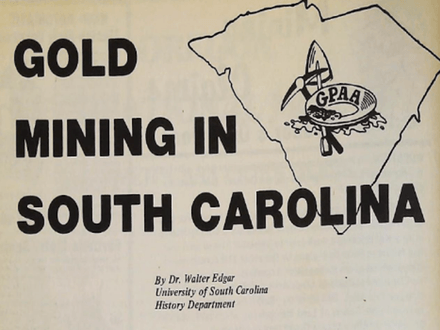 GOLD
MINING IN
SOUTH CAROLINA
GPAA
By Dr. Walter Edgar
University of South Carolina
History Department